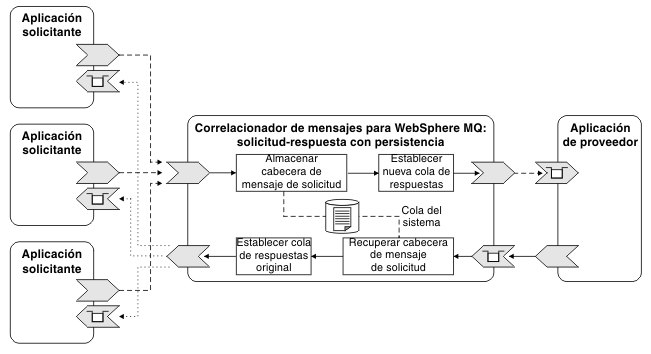 Aplicación
solicitante
Aplicación
solicitante
Aplicación
solicitante
Correlacionador de mensajes para WebSphere MQ:
solicitud-respuesta con persistencia
Almacenar
cabecera de
mensaje de solicitud
Establecer
nueva cola de
respuestas
Cola del
sistema
Establecer cola
de respuestas
original
Recuperar cabecera
de mensaje
de solicitud
Aplicación
de proveedor